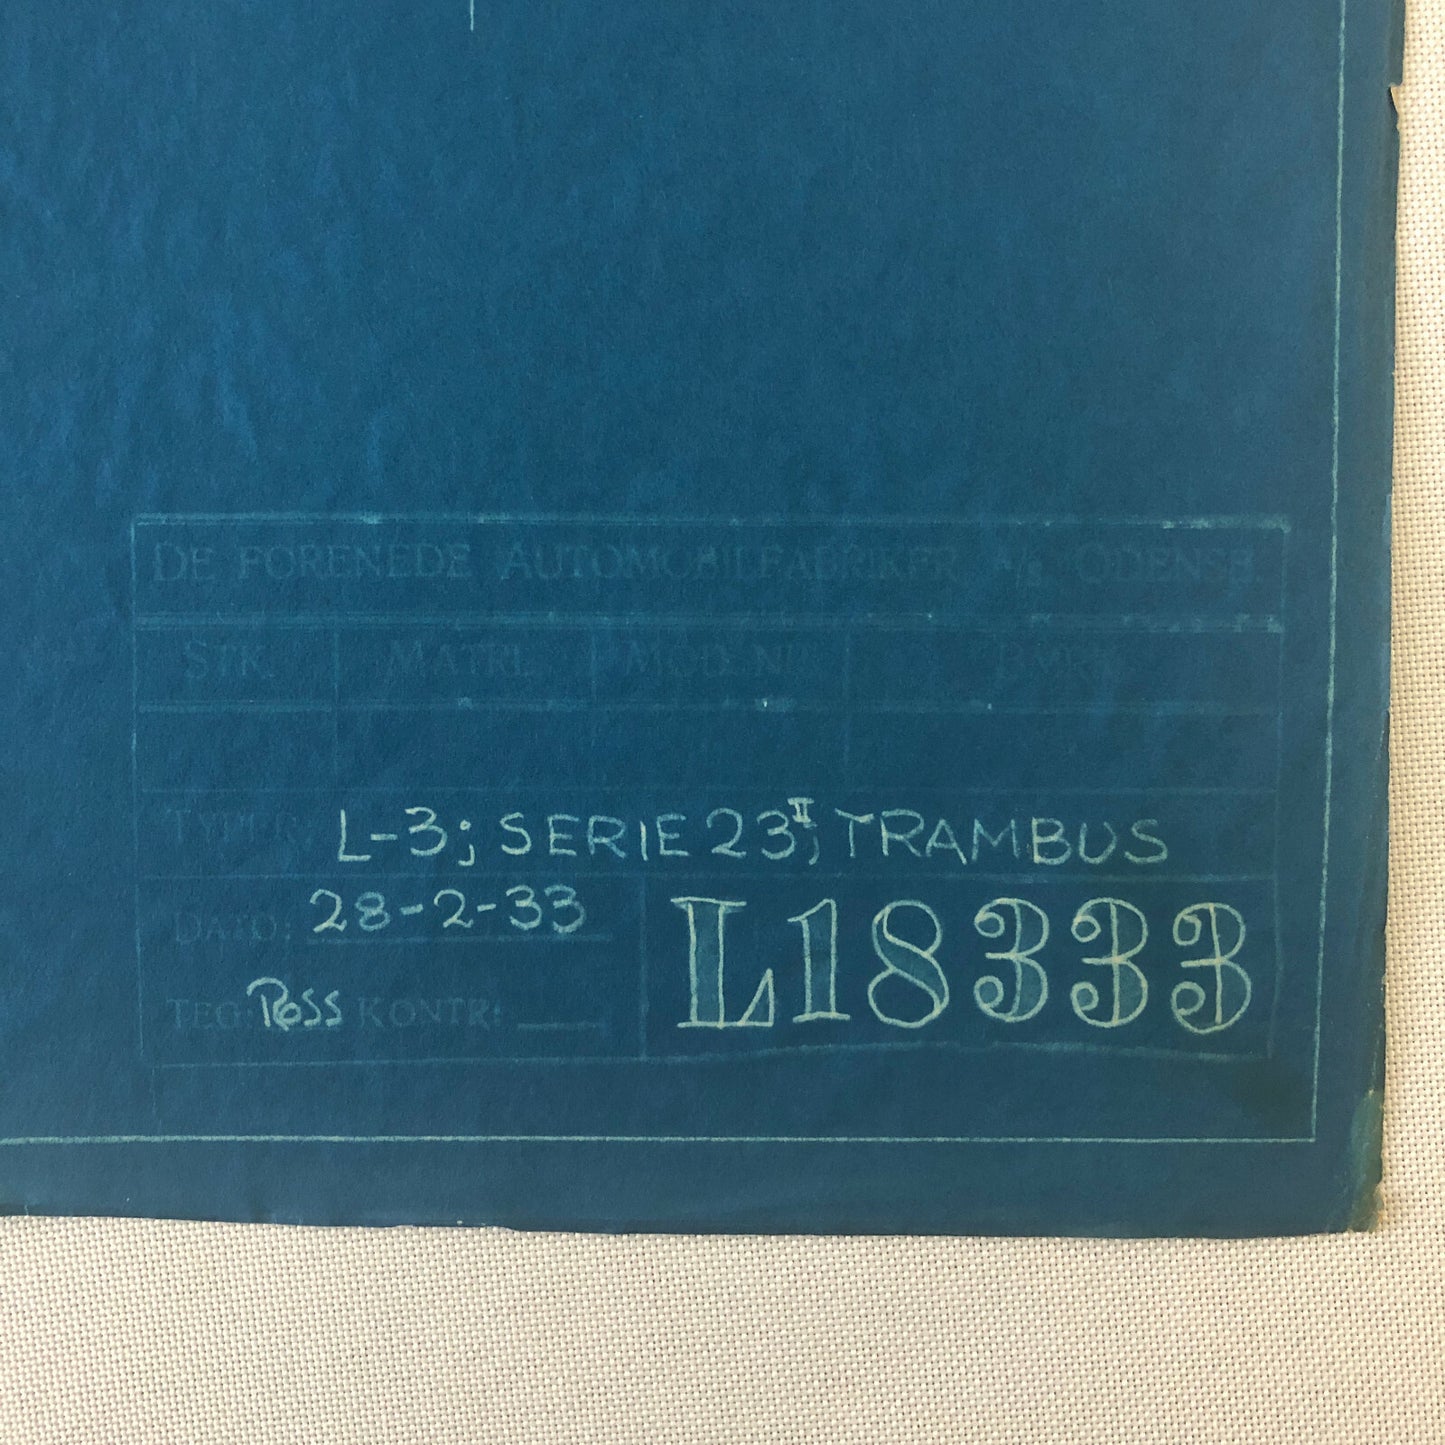 DE FORENEDE AUTOMOBILFABRIKER A/S ODENSE.
STK. MATRL. MOD. NR.
L-3; SERIE 23II; TRAMBUS
DATO: 28-2-33
L18333
TEG: Ross KONTR: